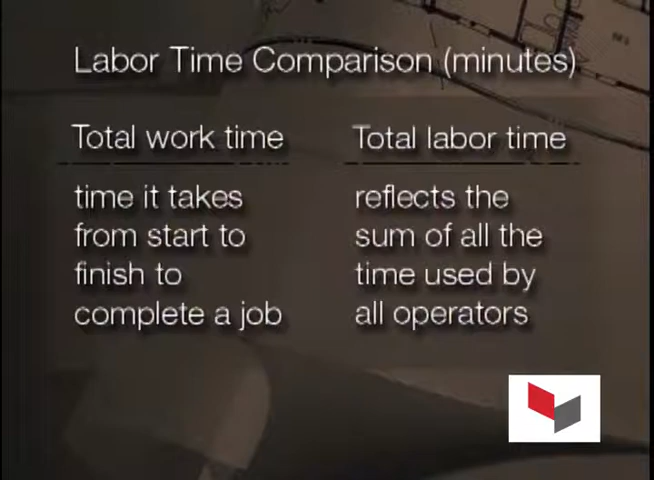 Labor Time Comparison (minutes)
Total work time
time it takes
from start to
finish to
complete a job
Total labor time
reflects the
sum of all the
time used by
all operators